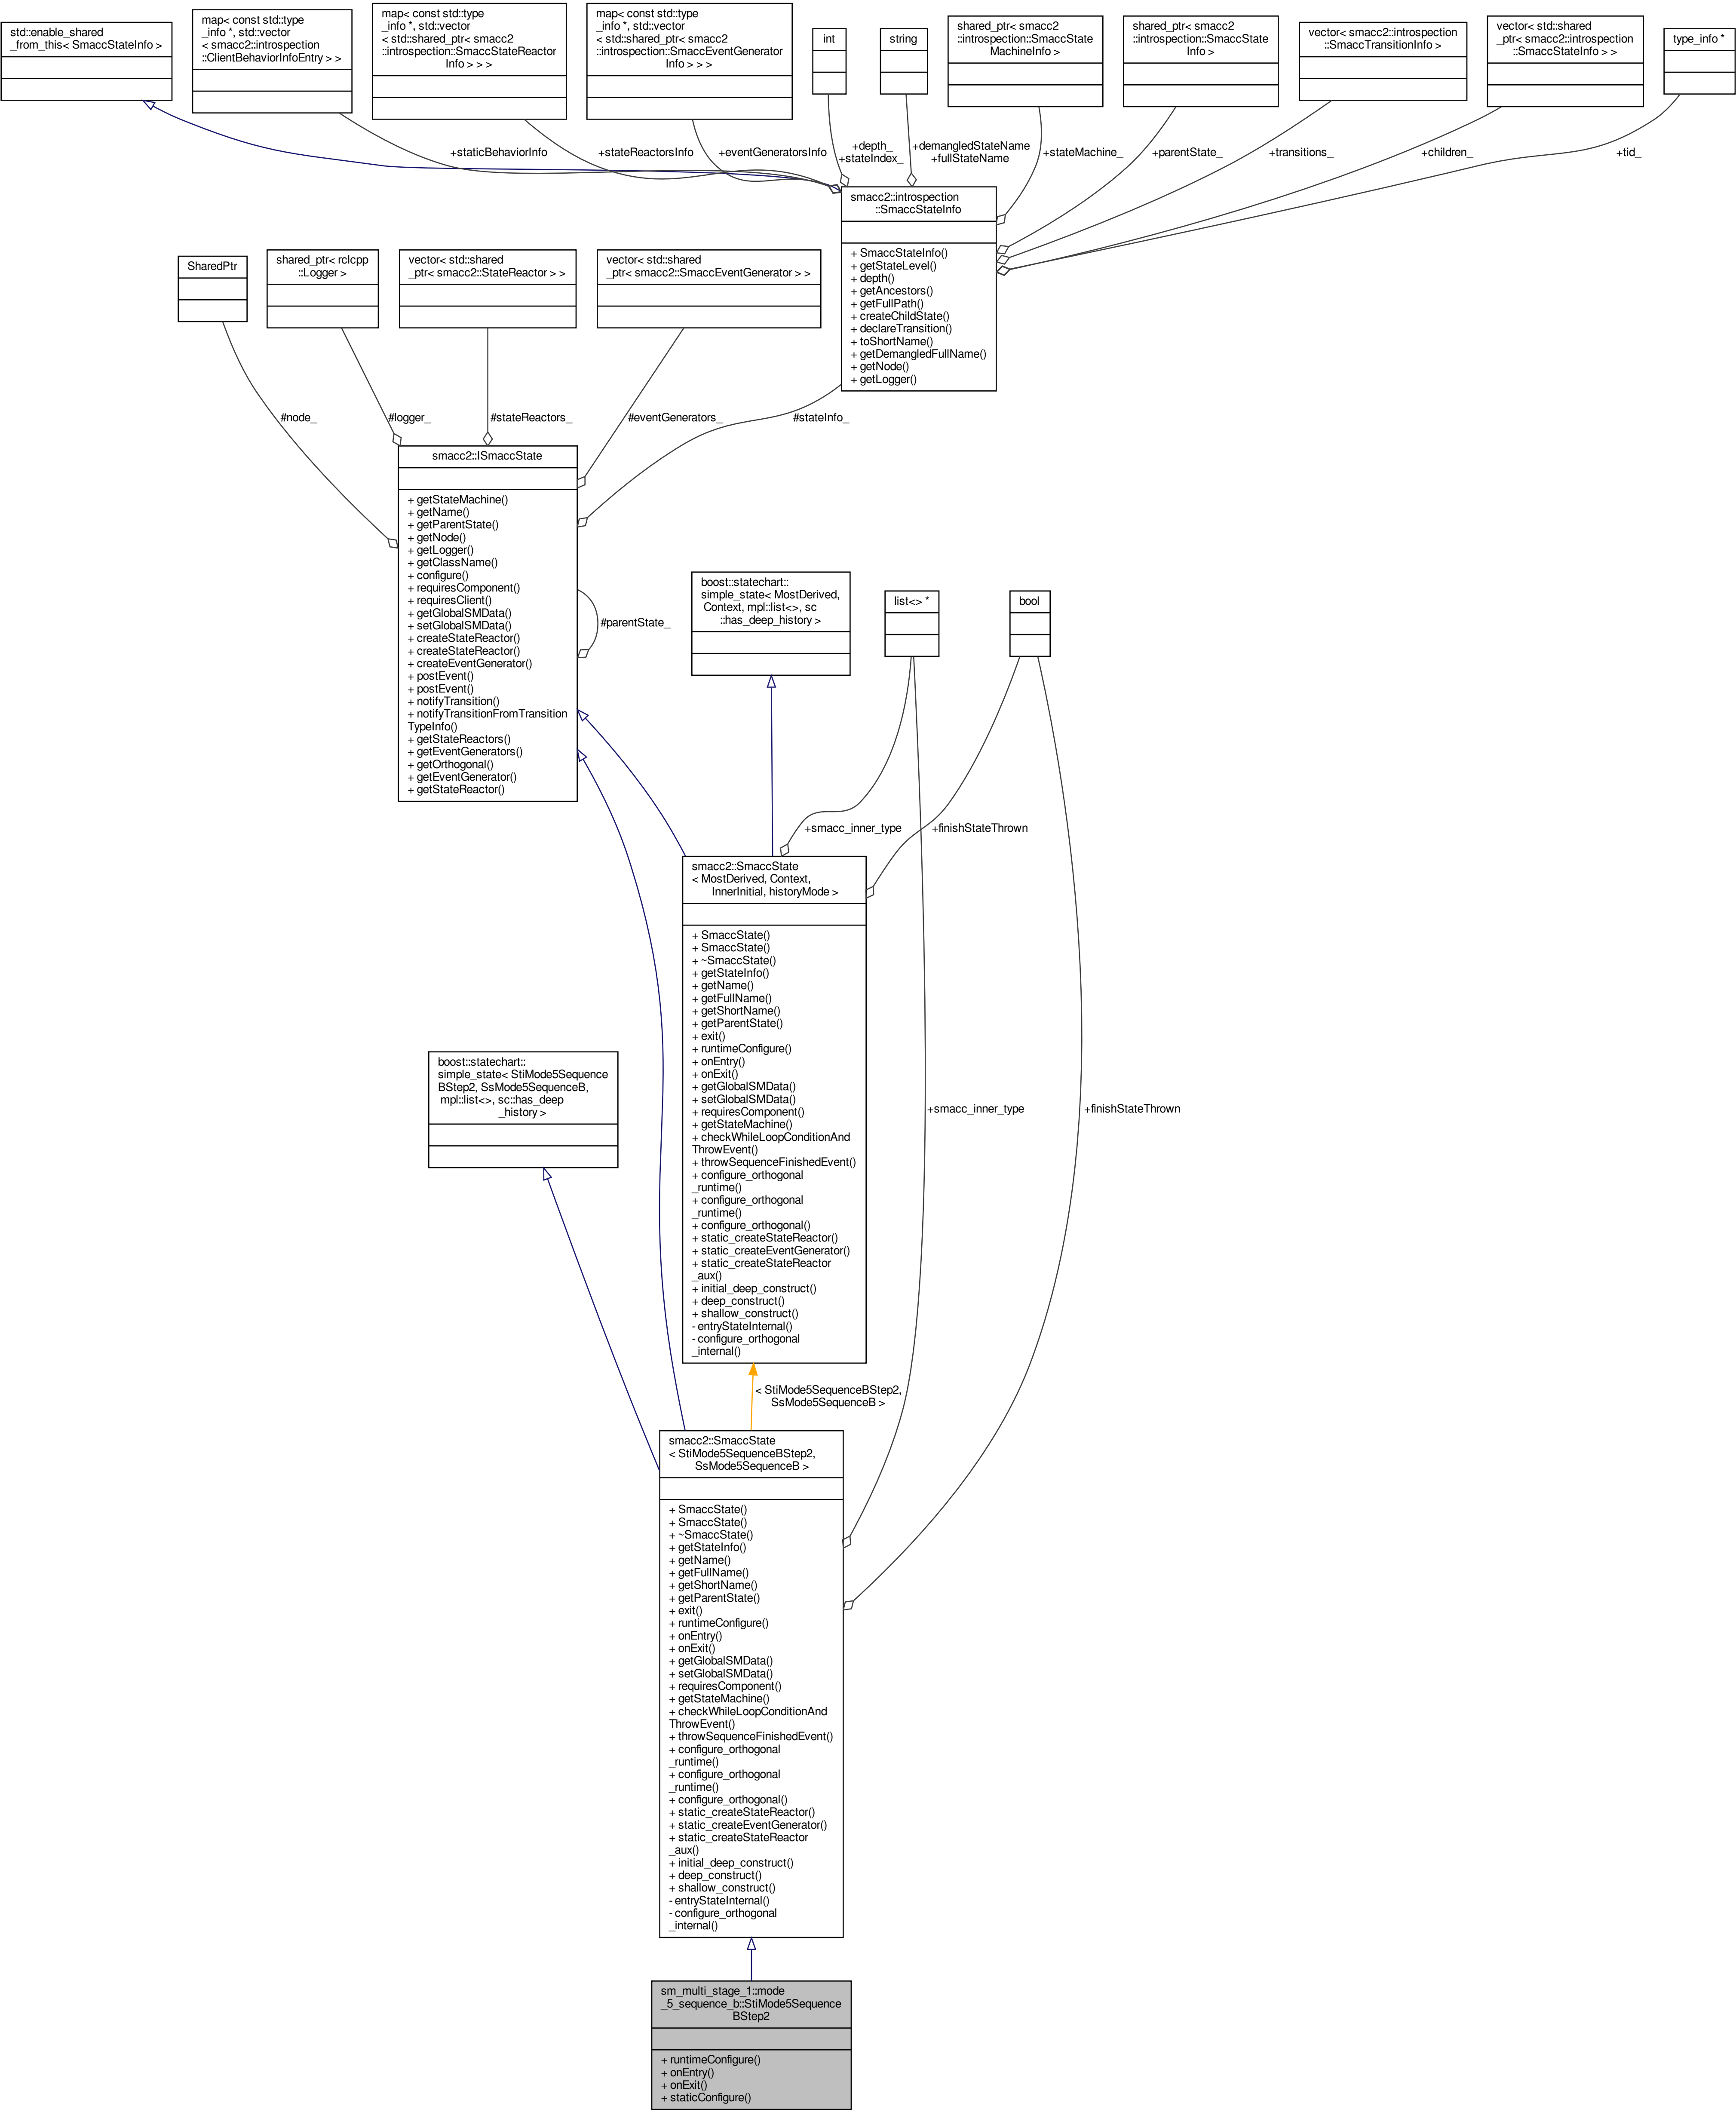 std::enable_shared
_from_this< SmaccStateInfo >
map< const std::type
_info *, std::vector
< smacc2::introspection
::ClientBehaviorInfoEntry > >
map< const std::type
_info *, std::vector
< std::shared_ptr< smacc2
::introspection::SmaccStateReactor
Info > > >
map< const std::type
_info *, std::vector
< std::shared_ptr< smacc2
::introspection::SmaccEventGenerator
Info > > >
int
string
shared_ptr< smacc2
::introspection::SmaccState
MachineInfo >
shared_ptr< smacc2
::introspection::SmaccState
Info >
vector< smacc2::introspection
::SmaccTransitionInfo >
vector< std::shared
_ptr< smacc2::introspection
::SmaccStateInfo > >
type_info *
+staticBehaviorInfo
+stateReactorsInfo
+eventGeneratorsInfo
+depth_
+stateIndex_
+demangledStateName
+fullStateName
+stateMachine_
+parentState_
+transitions_
+children_
+tid_
smacc2::introspection
::SmaccStateInfo
+ SmaccStateInfo()
+ getStateLevel()
+ depth()
+ getAncestors()
+ getFullPath()
+ createChildState()
+ declareTransition()
+ toShortName()
+ getDemangledFullName()
+ getNode()
+ getLogger()
SharedPtr
shared_ptr< rclcpp
::Logger >
vector< std::shared
_ptr< smacc2::StateReactor > >
vector< std::shared
_ptr< smacc2::SmaccEventGenerator > >
#node_
#logger_
#stateReactors_
#eventGenerators_
#stateInfo_
smacc2::ISmaccState
+ getStateMachine()
+ getName()
+ getParentState()
+ getNode()
+ getLogger()
+ getClassName()
+ configure()
+ requiresComponent()
+ requiresClient()
+ getGlobalSMData()
+ setGlobalSMData()
+ createStateReactor()
+ createStateReactor()
+ createEventGenerator()
+ postEvent()
+ postEvent()
+ notifyTransition()
+ notifyTransitionFromTransition
TypeInfo()
+ getStateReactors()
+ getEventGenerators()
+ getOrthogonal()
+ getEventGenerator()
+ getStateReactor()
#parentState_
boost::statechart::
simple_state< MostDerived,
Context, mpl::list<>, sc
::has_deep_history >
list<> *
bool
+smacc_inner_type
+finishStateThrown
smacc2::SmaccState
< MostDerived, Context,
InnerInitial, historyMode >
+ SmaccState()
+ SmaccState()
+ ~SmaccState()
+ getStateInfo()
+ getName()
+ getFullName()
+ getShortName()
+ getParentState()
+ exit()
+ runtimeConfigure()
+ onEntry()
+ onExit()
+ getGlobalSMData()
+ setGlobalSMData()
+ requiresComponent()
+ getStateMachine()
+ checkWhileLoopConditionAnd
ThrowEvent()
+ throwSequenceFinishedEvent()
+ configure_orthogonal
_runtime()
+ configure_orthogonal
_runtime()
+ configure_orthogonal()
+ static_createStateReactor()
+ static_createEventGenerator()
+ static_createStateReactor
_aux()
+ initial_deep_construct()
+ deep_construct()
+ shallow_construct()
- entryStateInternal()
- configure_orthogonal
_internal()
boost::statechart::
simple_state< StiMode5Sequence
BStep2, SsMode5SequenceB,
mpl::list<>, sc::has_deep
_history >
+smacc_inner_type
+finishStateThrown
< StiMode5SequenceBStep2,
SsMode5SequenceB >
smacc2::SmaccState
< StiMode5SequenceBStep2,
SsMode5SequenceB >
+ SmaccState()
+ SmaccState()
+ ~SmaccState()
+ getStateInfo()
+ getName()
+ getFullName()
+ getShortName()
+ getParentState()
+ exit()
+ runtimeConfigure()
+ onEntry()
+ onExit()
+ getGlobalSMData()
+ setGlobalSMData()
+ requiresComponent()
+ getStateMachine()
+ checkWhileLoopConditionAnd
ThrowEvent()
+ throwSequenceFinishedEvent()
+ configure_orthogonal
_runtime()
+ configure_orthogonal
_runtime()
+ configure_orthogonal()
+ static_createStateReactor()
+ static_createEventGenerator()
+ static_createStateReactor
_aux()
+ initial_deep_construct()
+ deep_construct()
+ shallow_construct()
- entryStateInternal()
- configure_orthogonal
_internal()
sm_multi_stage_1::mode
_5_sequence_b::StiMode5Sequence
BStep2
+ runtimeConfigure()
+ onEntry()
+ onExit()
+ staticConfigure()